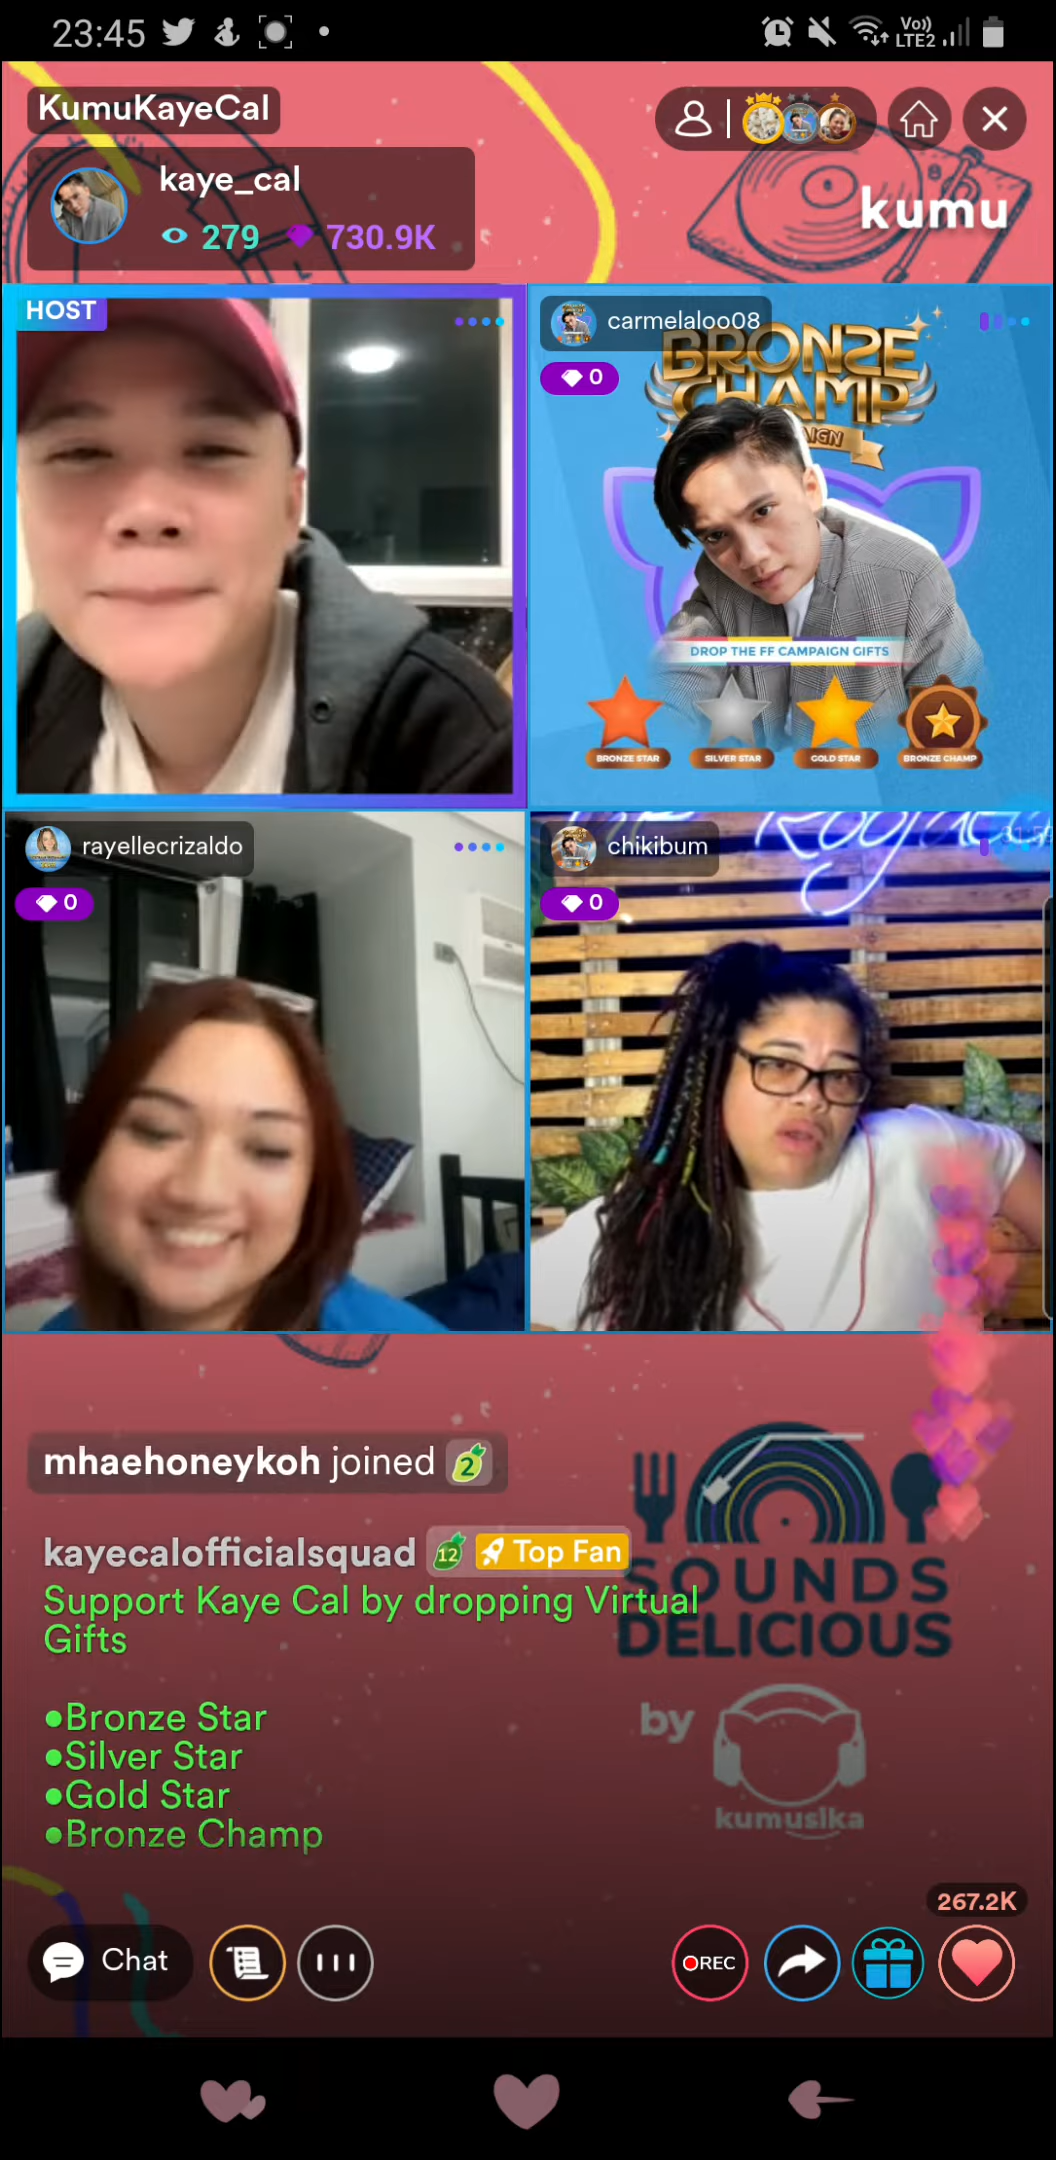 23:45
Vo)) LTE2
KumuKayeCal
kaye_cal
279 730.9K
kumu
HOST
carmelaloo08
0
BRONZE
CHAMP
DROP THE FF CAMPAIGN GIFTS
BRONZE STAR SILVER STAR GOLD STAR BRONZE CHAMP
rayellecrizaldo
0
chikibum
0
mhaehoneykoh joined 2
kayecalofficialsquad 12 Top Fan
Support Kaye Cal by dropping Virtual
Gifts
•Bronze Star
•Silver Star
•Gold Star
•Bronze Champ
SOUNDS
DELICIOUS
by
kumusika
267.2K
Chat
REC